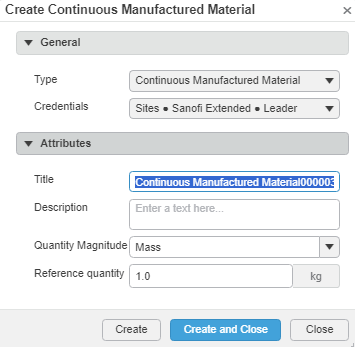 Create Continuous Manufactured Material ×
▼ General
Type Continuous Manufactured Material
Credentials Sites ● Sanofi Extended ● Leader
▼ Attributes
Title Continuous Manufactured Material000003
Description Enter a text here...
Quantity Magnitude Mass
Reference quantity 1.0 kg
Create Create and Close Close